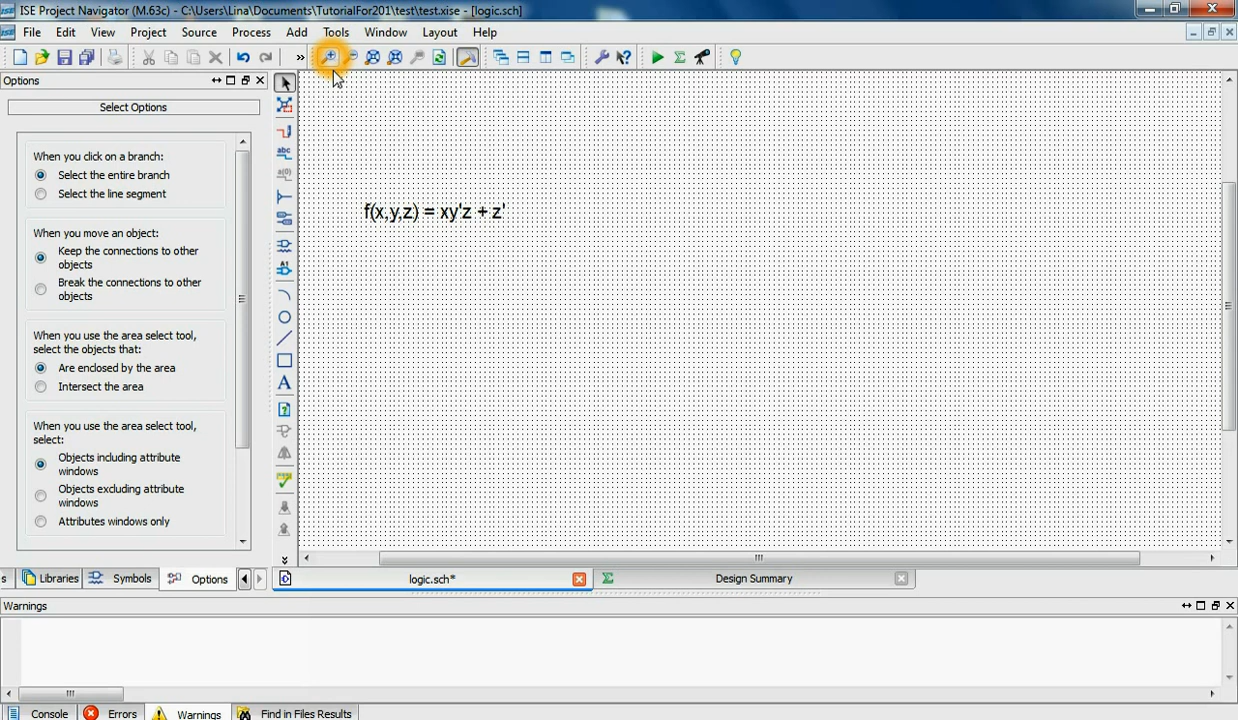 ISE Project Navigator (M.63c) - C:\Users\Lina\Documents\TutorialFor201\test\test.xise - [logic.sch]
File Edit View Project Source Process Add Tools Window Layout Help
Options
Select Options
When you click on a branch:
Select the entire branch
Select the line segment
When you move an object:
Keep the connections to other
objects
Break the connections to other
objects
When you use the area select tool,
select the objects that:
Are enclosed by the area
Intersect the area
When you use the area select tool,
select:
Objects including attribute
windows
Objects excluding attribute
windows
Attributes windows only
abc
a(0)
A1
A
f(x,y,z) = xy'z + z'
s Libraries Symbols Options
logic.sch* Design Summary
Warnings
Console Errors Warnings Find in Files Results